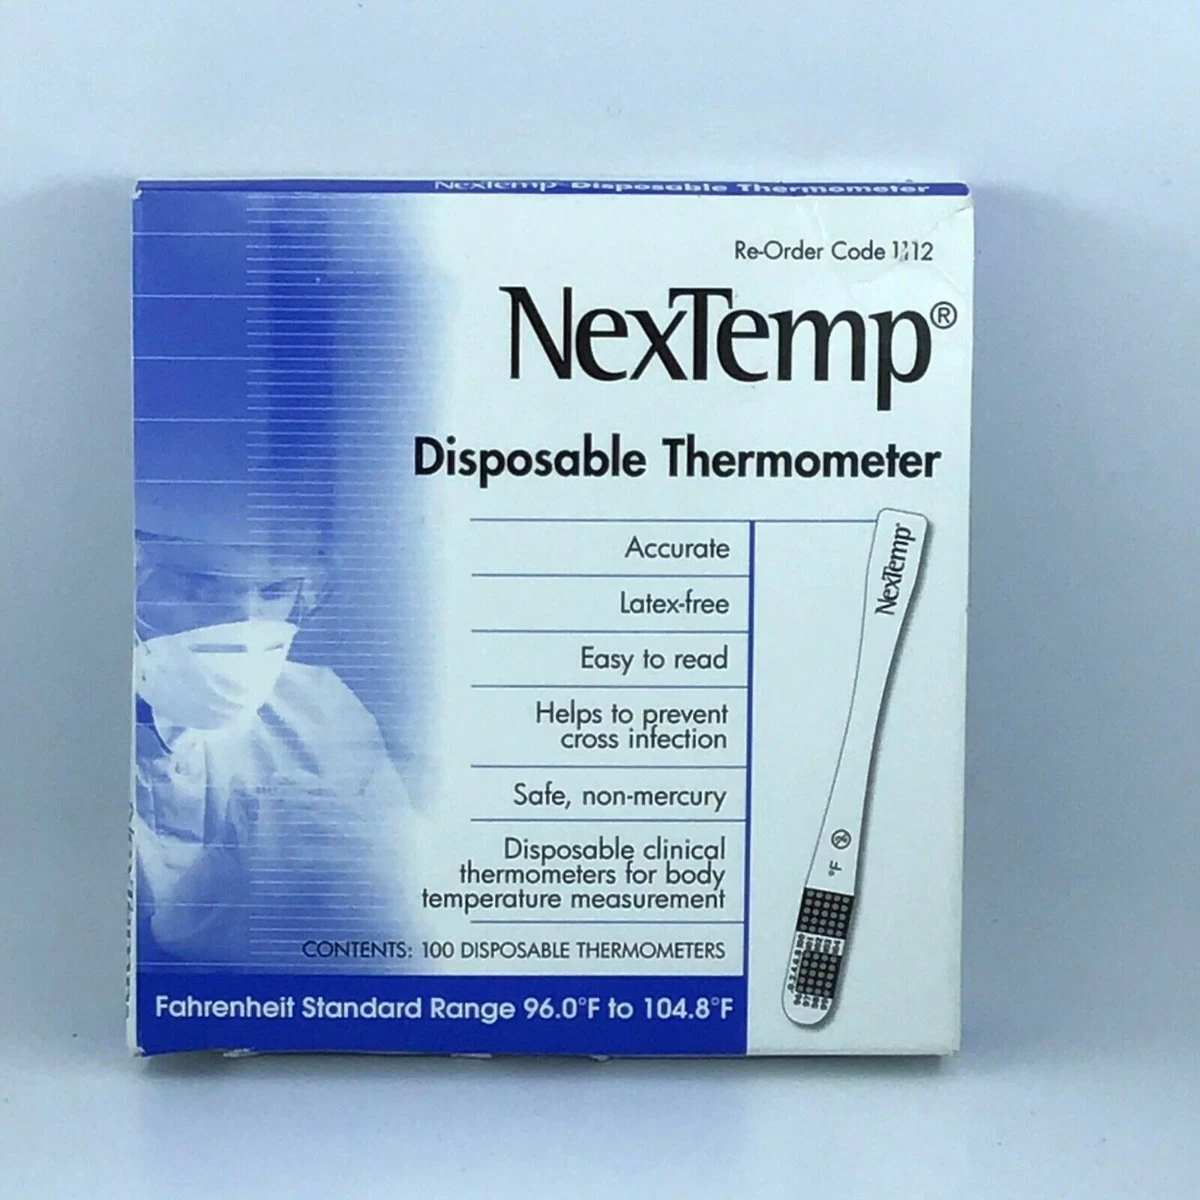 NexTemp Disposable Thermometer
Re-Order Code 1112
NexTemp®
Disposable Thermometer
Accurate
Latex-free
Easy to read
Helps to prevent
cross infection
Safe, non-mercury
Disposable clinical
thermometers for body
temperature measurement
CONTENTS: 100 DISPOSABLE THERMOMETERS
Fahrenheit Standard Range 96.0°F to 104.8°F
NexTemp®
°F